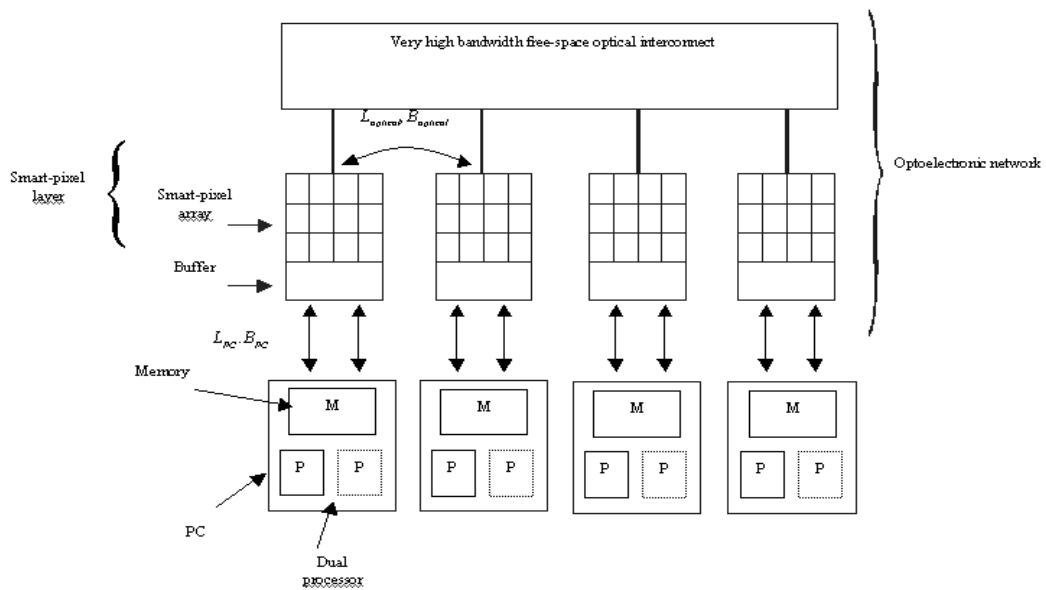 Very high bandwidth free-space optical interconnect
L_optical, B_optical
Optoelectronic network
Smart-pixel
layer
Smart-pixel
array
Buffer
L_PC, B_PC
Memory
M
M
M
M
P
P
P
P
P
P
P
P
PC
Dual
processor